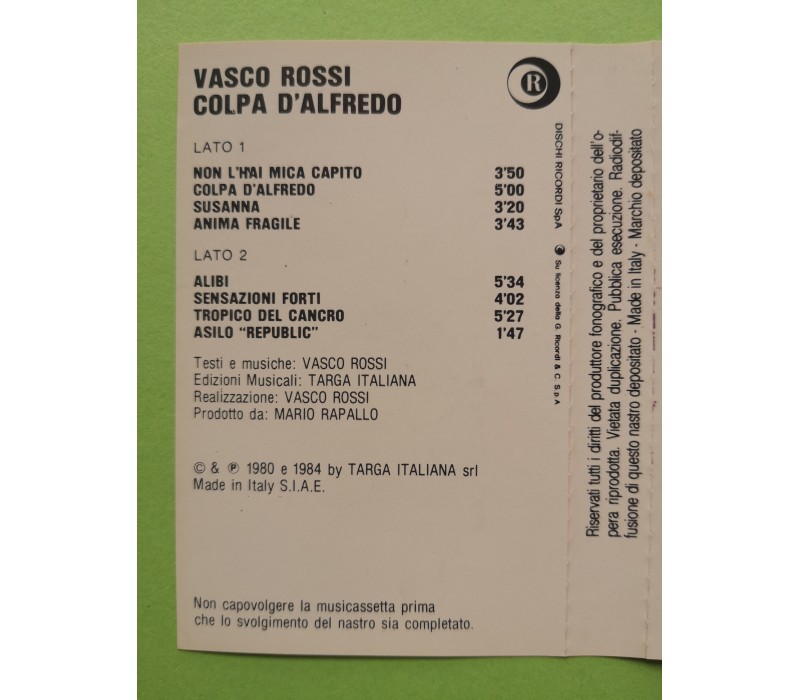 VASCO ROSSI
COLPA D'ALFREDO
R
LATO 1
NON L'HAI MICA CAPITO 3'50
COLPA D'ALFREDO 5'00
SUSANNA 3'20
ANIMA FRAGILE 3'43
LATO 2
ALIBI 5'34
SENSAZIONI FORTI 4'02
TROPICO DEL CANCRO 5'27
ASILO "REPUBLIC" 1'47
Testi e musiche: VASCO ROSSI
Edizioni Musicali: TARGA ITALIANA
Realizzazione: VASCO ROSSI
Prodotto da: MARIO RAPALLO
© & ℗ 1980 e 1984 by TARGA ITALIANA srl
Made in Italy S.I.A.E.
Non capovolgere la musicassetta prima
che lo svolgimento del nastro sia completato.
DISCHI RICORDI SpA
Su licenza della G. Ricordi & C. S.p.A
Riservati tutti i diritti del produttore fonografico e del proprietario dell'o-
pera riprodotta. Vietata duplicazione. Pubblica esecuzione. Radiodif-
fusione di questo nastro depositato - Made in Italy - Marchio depositato